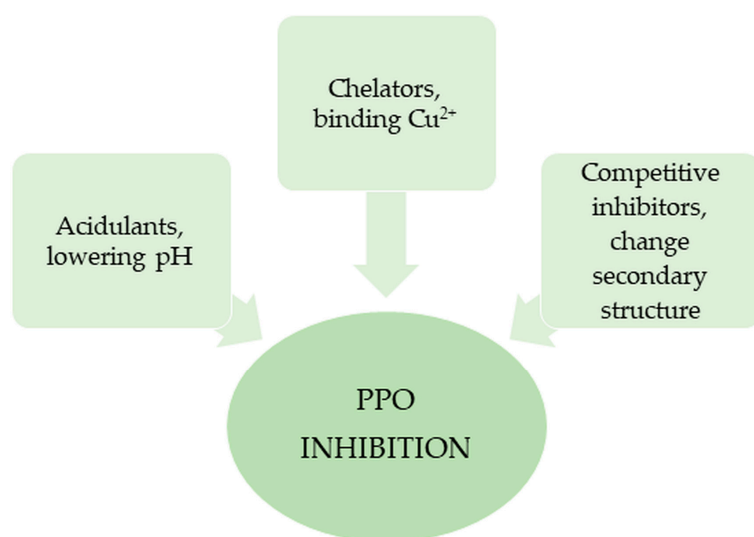 Chelators,
binding Cu²⁺
Acidulants,
lowering pH
Competitive
inhibitors,
change
secondary
structure
PPO
INHIBITION